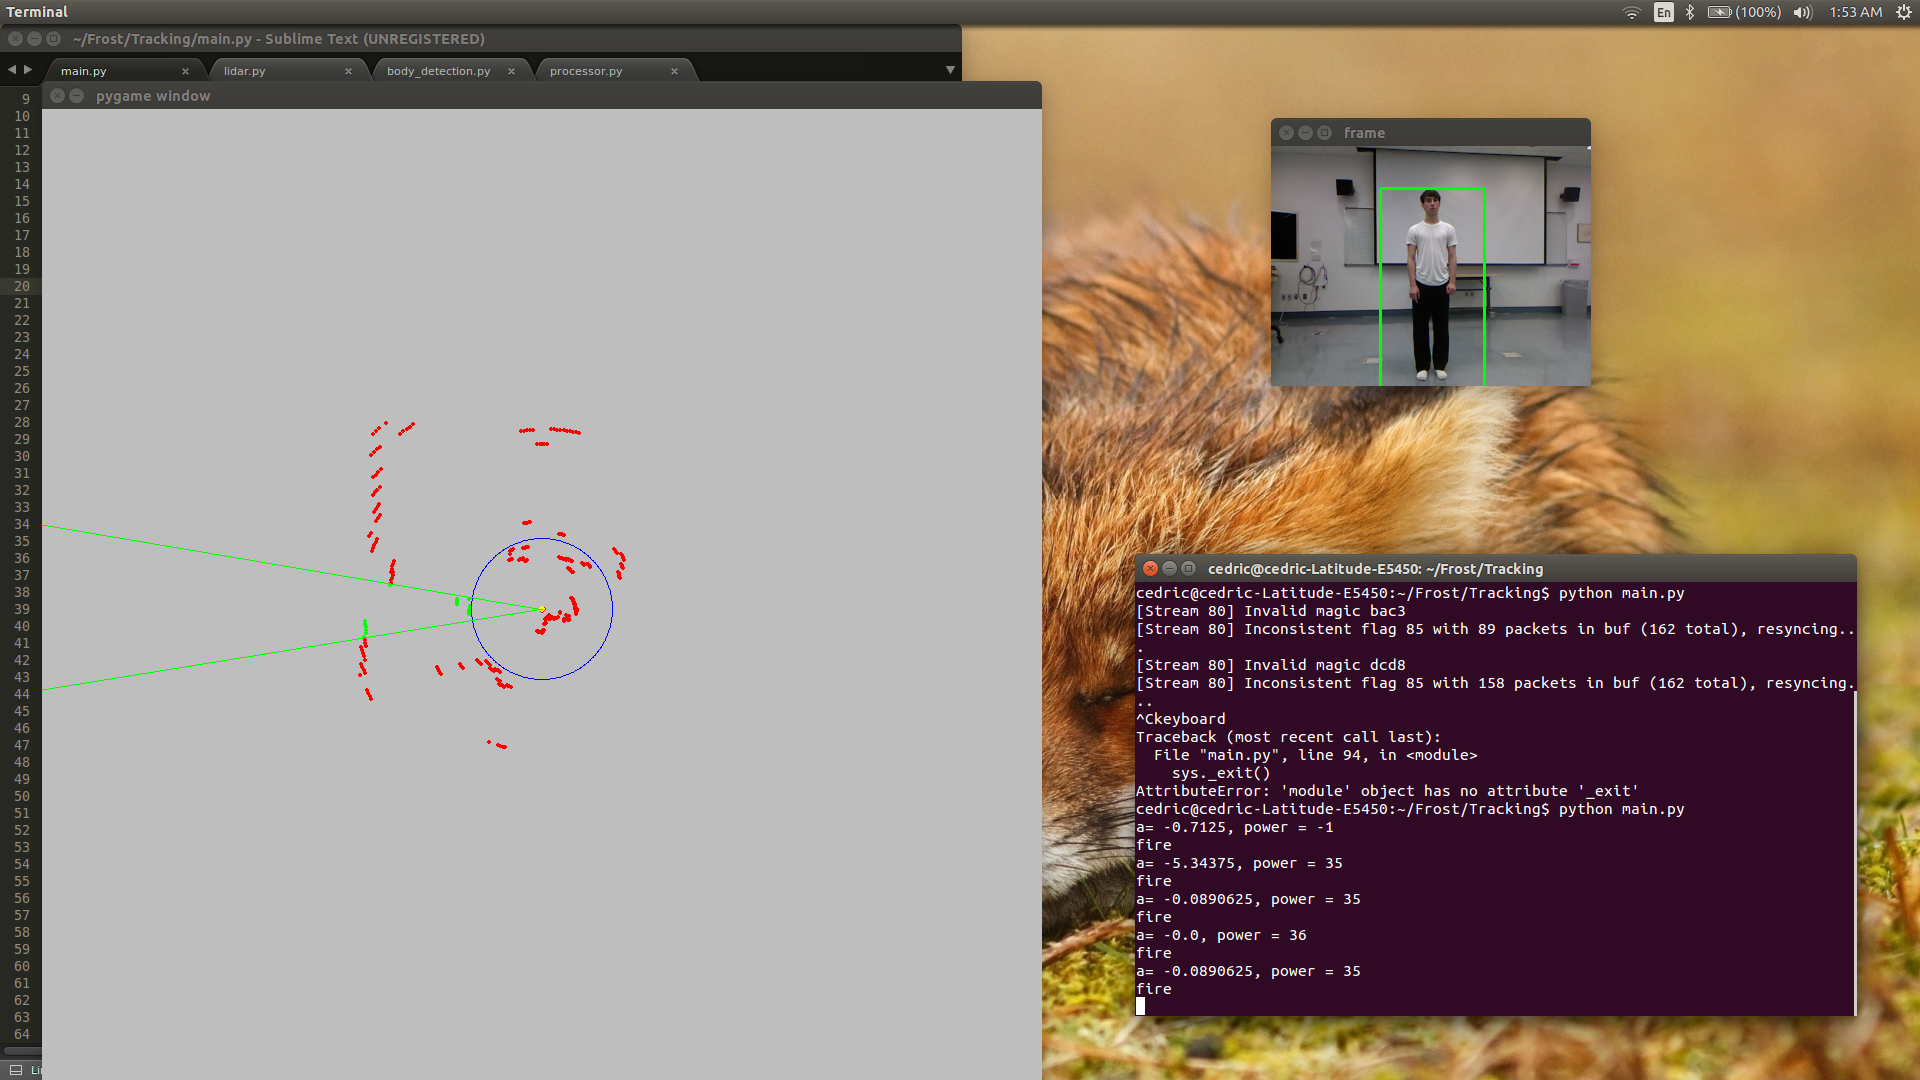 Terminal
En
(100%)
1:53 AM
~/Frost/Tracking/main.py - Sublime Text (UNREGISTERED)
main.py
lidar.py
body_detection.py
processor.py
pygame window
9
10
11
12
13
14
15
16
17
18
19
20
21
22
23
24
25
26
27
28
29
30
31
32
33
34
35
36
37
38
39
40
41
42
43
44
45
46
47
48
49
50
51
52
53
54
55
56
57
58
59
60
61
62
63
64
frame
cedric@cedric-Latitude-E5450: ~/Frost/Tracking
cedric@cedric-Latitude-E5450:~/Frost/Tracking$ python main.py
[Stream 80] Invalid magic bac3
[Stream 80] Inconsistent flag 85 with 89 packets in buf (162 total), resyncing..
.
[Stream 80] Invalid magic dcd8
[Stream 80] Inconsistent flag 85 with 158 packets in buf (162 total), resyncing.
..
^Ckeyboard
Traceback (most recent call last):
  File "main.py", line 94, in <module>
    sys._exit()
AttributeError: 'module' object has no attribute '_exit'
cedric@cedric-Latitude-E5450:~/Frost/Tracking$ python main.py
a= -0.7125, power = -1
fire
a= -5.34375, power = 35
fire
a= -0.0890625, power = 35
fire
a= -0.0, power = 36
fire
a= -0.0890625, power = 35
fire